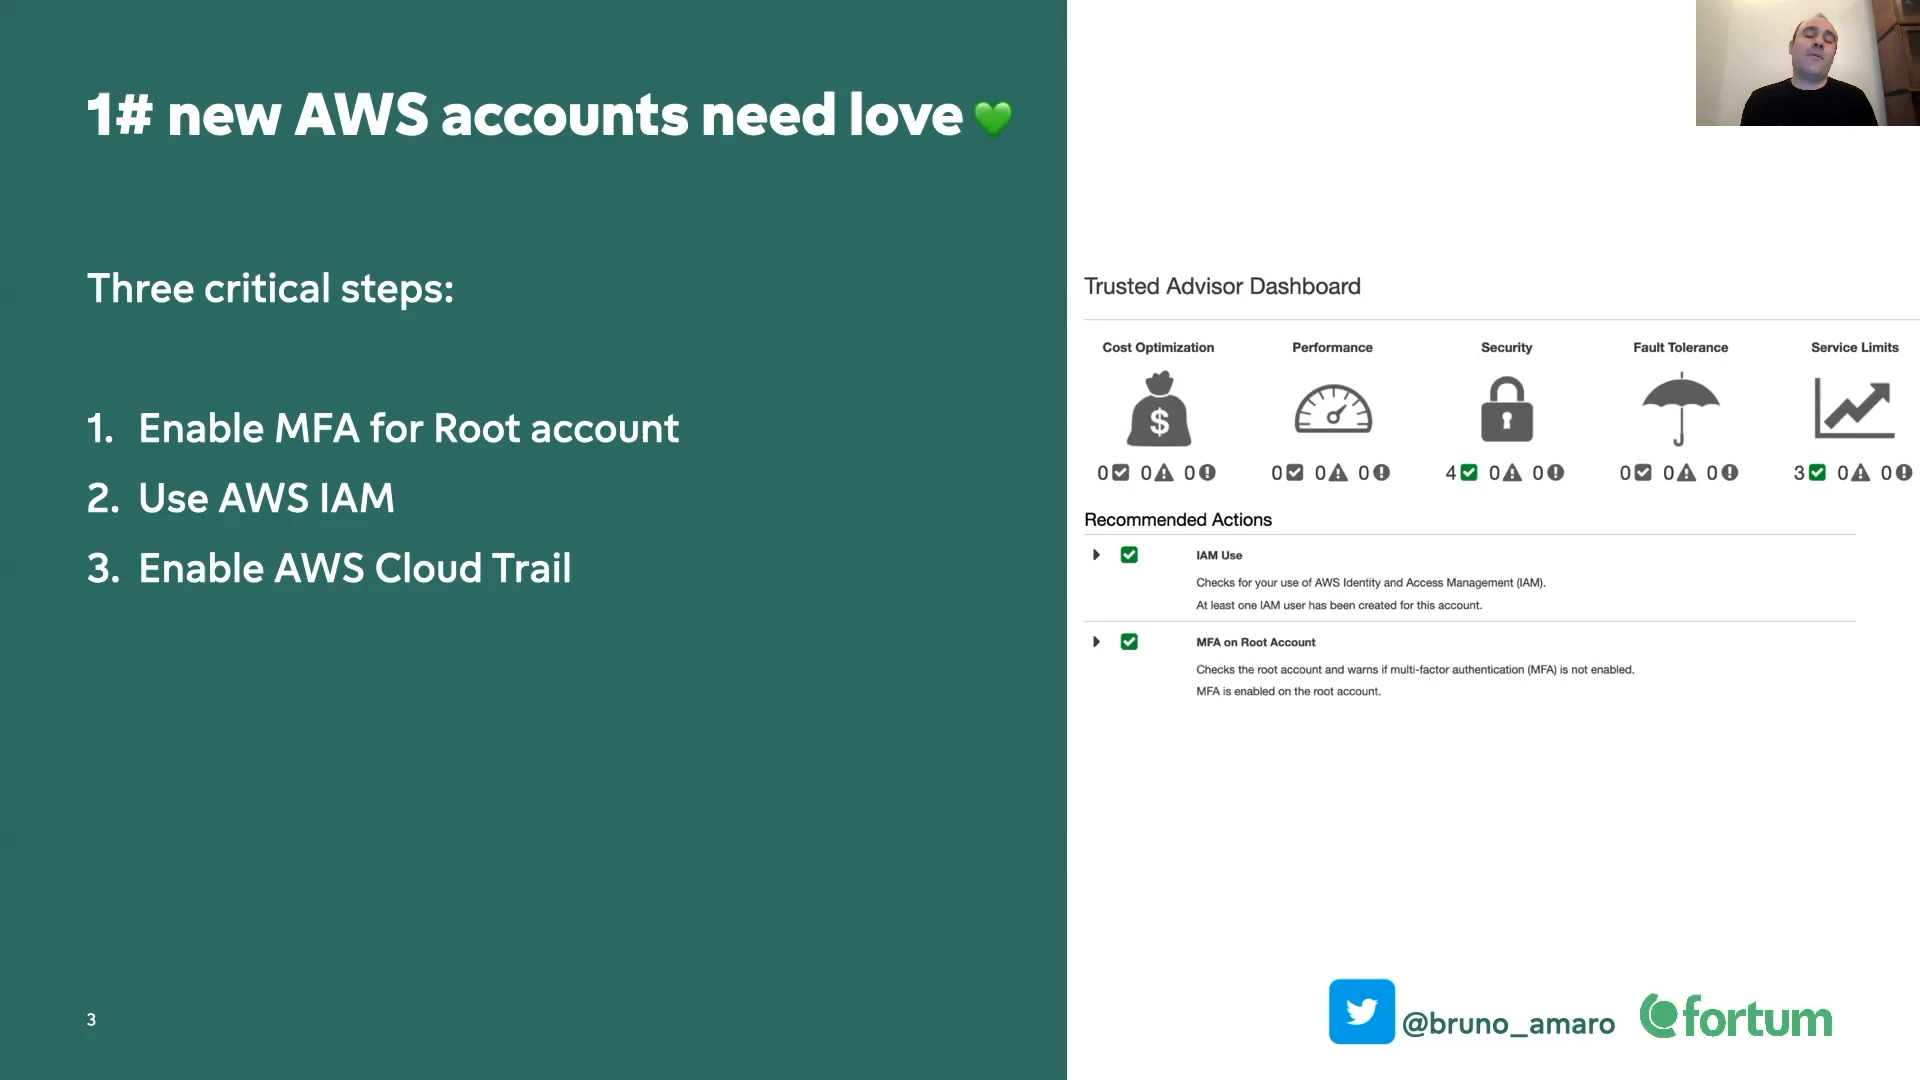 1# new AWS accounts need love 💚
Three critical steps:
1. Enable MFA for Root account
2. Use AWS IAM
3. Enable AWS Cloud Trail
3
Trusted Advisor Dashboard
Cost Optimization Performance Security Fault Tolerance Service Limits
$
0 0 0 0 0 0 4 0 0 0 0 0 3 0 0
Recommended Actions
IAM Use
Checks for your use of AWS Identity and Access Management (IAM).
At least one IAM user has been created for this account.
MFA on Root Account
Checks the root account and warns if multi-factor authentication (MFA) is not enabled.
MFA is enabled on the root account.
@bruno_amaro fortum